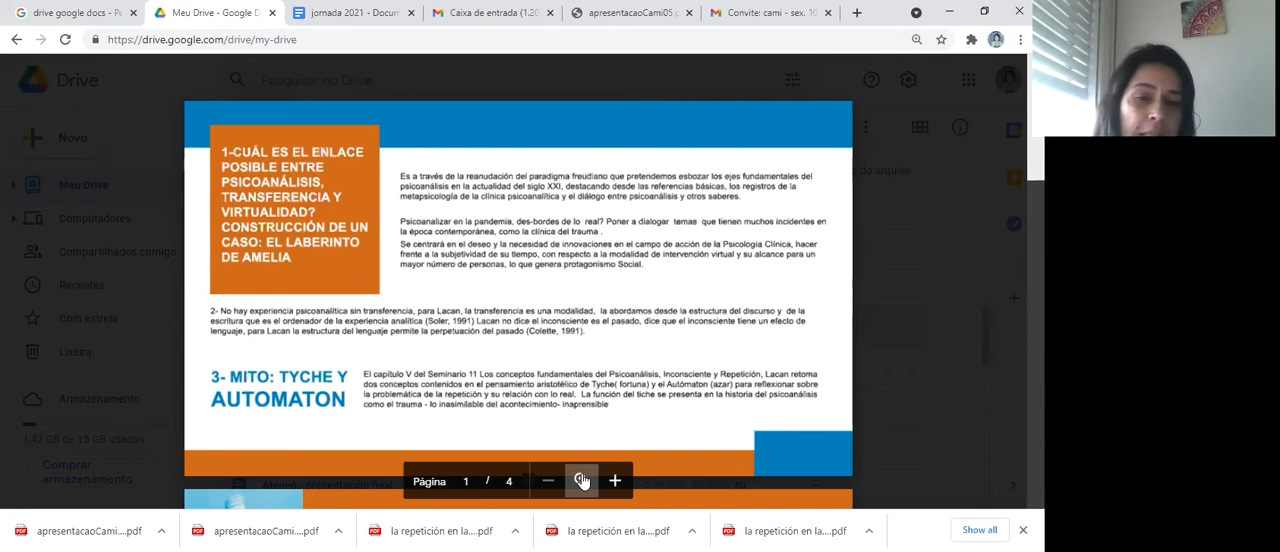 drive google docs - Pe
Meu Drive - Google D
jornada 2021 - Docum
Caixa de entrada (1.20
apresentacaoCami05.p
Convite: cami - sex. 10
https://drive.google.com/drive/my-drive
Drive
Pesquisar no Drive
Novo
Meu Drive
Computadores
Compartilhados comigo
Recentes
Com estrela
Lixeira
Armazenamento
1,42 GB de 15 GB usados
Comprar
armazenamento
do arquivo
1-CUÁL ES EL ENLACE
POSIBLE ENTRE
PSICOANÁLISIS,
TRANSFERENCIA Y
VIRTUALIDAD?
CONSTRUCCIÓN DE UN
CASO: EL LABERINTO
DE AMELIA
Es a través de la reanudación del paradigma freudiano que pretendemos esbozar los ejes fundamentales del
psicoanálisis en la actualidad del siglo XXI, destacando desde las referencias básicas, los registros de la
metapsicología de la clínica psicoanalítica y el diálogo entre psicoanálisis y otros saberes.
Psicoanalizar en la pandemia, des-bordes de lo real? Poner a dialogar temas que tienen muchos incidentes en
la época contemporánea, como la clínica del trauma .
Se centrará en el deseo y la necesidad de innovaciones en el campo de acción de la Psicología Clínica, hacer
frente a la subjetividad de su tiempo, con respecto a la modalidad de intervención virtual y su alcance para un
mayor número de personas, lo que genera protagonismo Social.
2- No hay experiencia psicoanalítica sin transferencia, para Lacan, la transferencia es una modalidad, la abordamos desde la estructura del discurso y de la
escritura que es el ordenador de la experiencia analítica (Soler, 1991) Lacan no dice el inconsciente es el pasado, dice que el inconsciente tiene un efecto de
lenguaje, para Lacan la estructura del lenguaje permite la perpetuación del pasado (Colette, 1991).
3- MITO: TYCHE Y
AUTOMATON
El capítulo V del Seminario 11 Los conceptos fundamentales del Psicoanálisis, Inconsciente y Repetición, Lacan retoma
dos conceptos contenidos en el pensamiento aristotélico de Tyche( fortuna) y el Autómaton (azar) para reflexionar sobre
la problemática de la repetición y su relación con lo real. La función del tiche se presenta en la historia del psicoanálisis
como el trauma - lo inasimilable del acontecimiento- inaprensible
Página 1 / 4
Ateneo - presentación final
apresentacaoCami....pdf
apresentacaoCami....pdf
la repetición en la....pdf
la repetición en la....pdf
la repetición en la....pdf
Show all